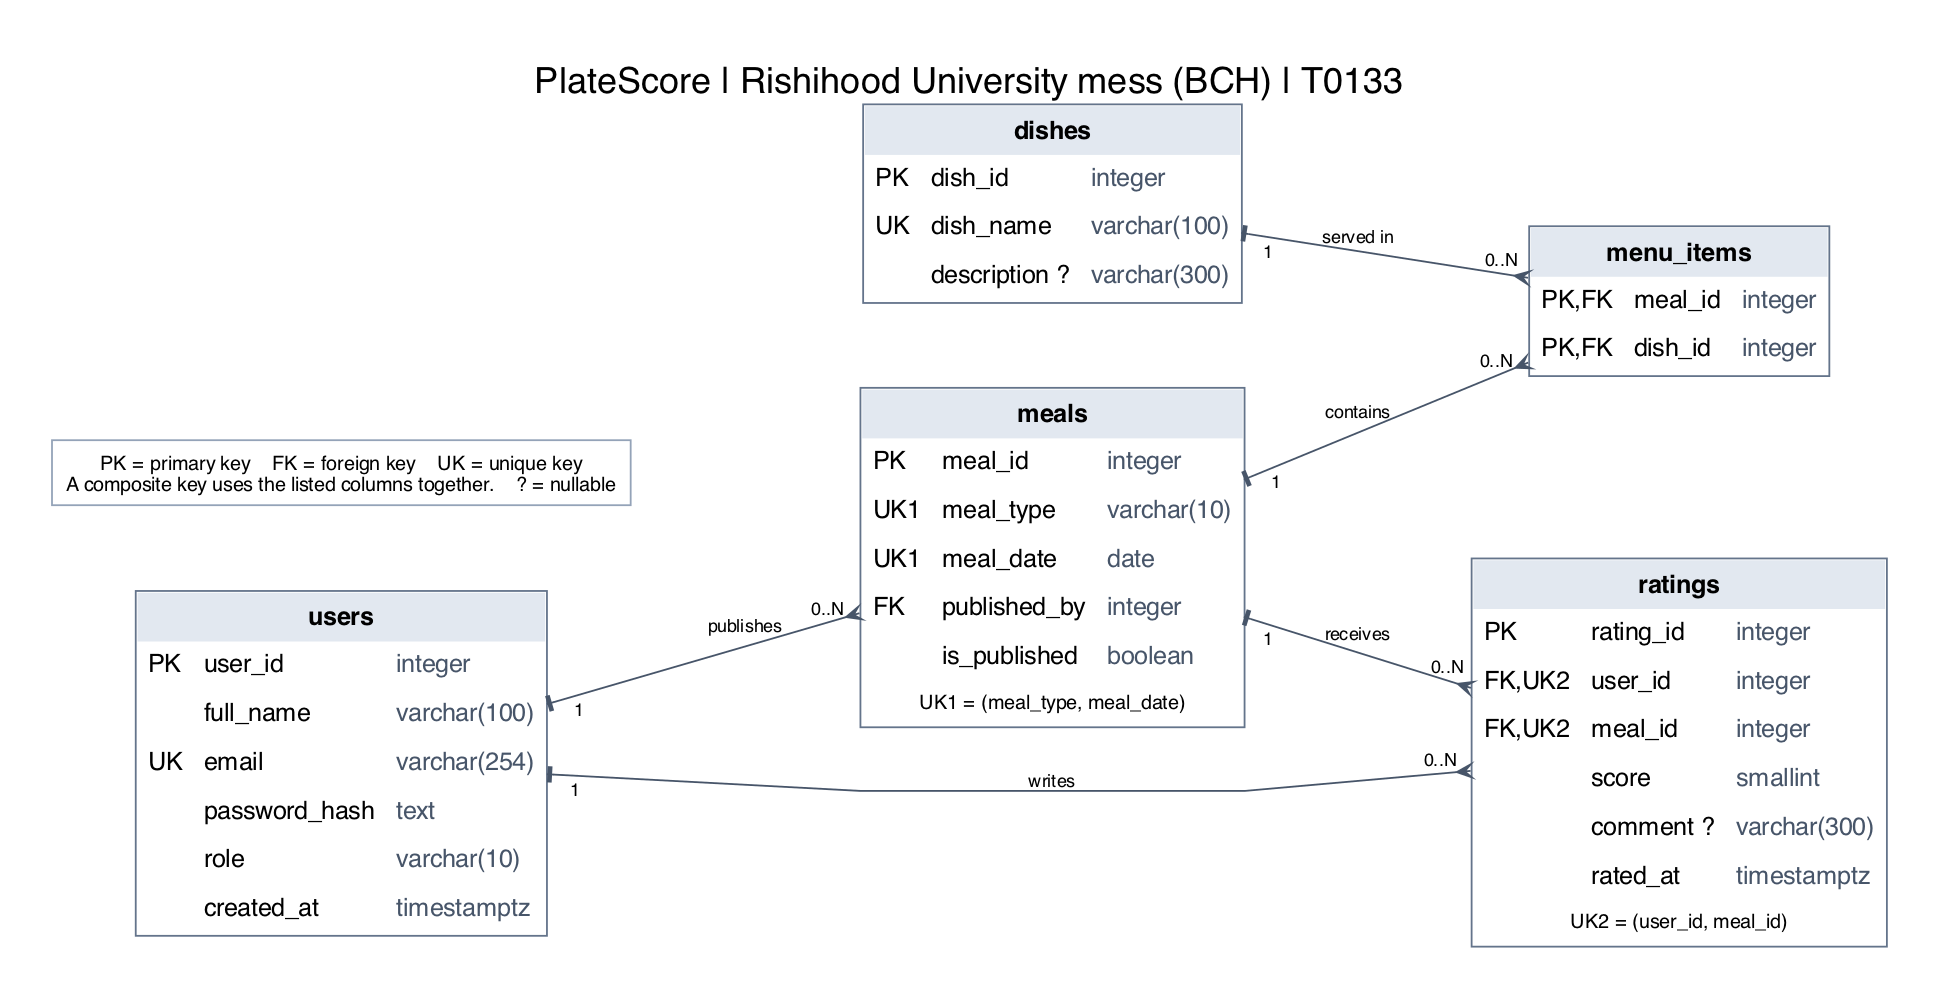 PlateScore | Rishihood University mess (BCH) | T0133
dishes
PK dish_id integer
UK dish_name varchar(100)
description ? varchar(300)
served in
1
0..N
menu_items
PK,FK meal_id integer
PK,FK dish_id integer
0..N
contains
1
meals
PK meal_id integer
UK1 meal_type varchar(10)
UK1 meal_date date
FK published_by integer
is_published boolean
UK1 = (meal_type, meal_date)
PK = primary key FK = foreign key UK = unique key
A composite key uses the listed columns together. ? = nullable
users
PK user_id integer
full_name varchar(100)
UK email varchar(254)
password_hash text
role varchar(10)
created_at timestamptz
publishes
0..N
1
1
receives
0..N
1
writes
0..N
ratings
PK rating_id integer
FK,UK2 user_id integer
FK,UK2 meal_id integer
score smallint
comment ? varchar(300)
rated_at timestamptz
UK2 = (user_id, meal_id)